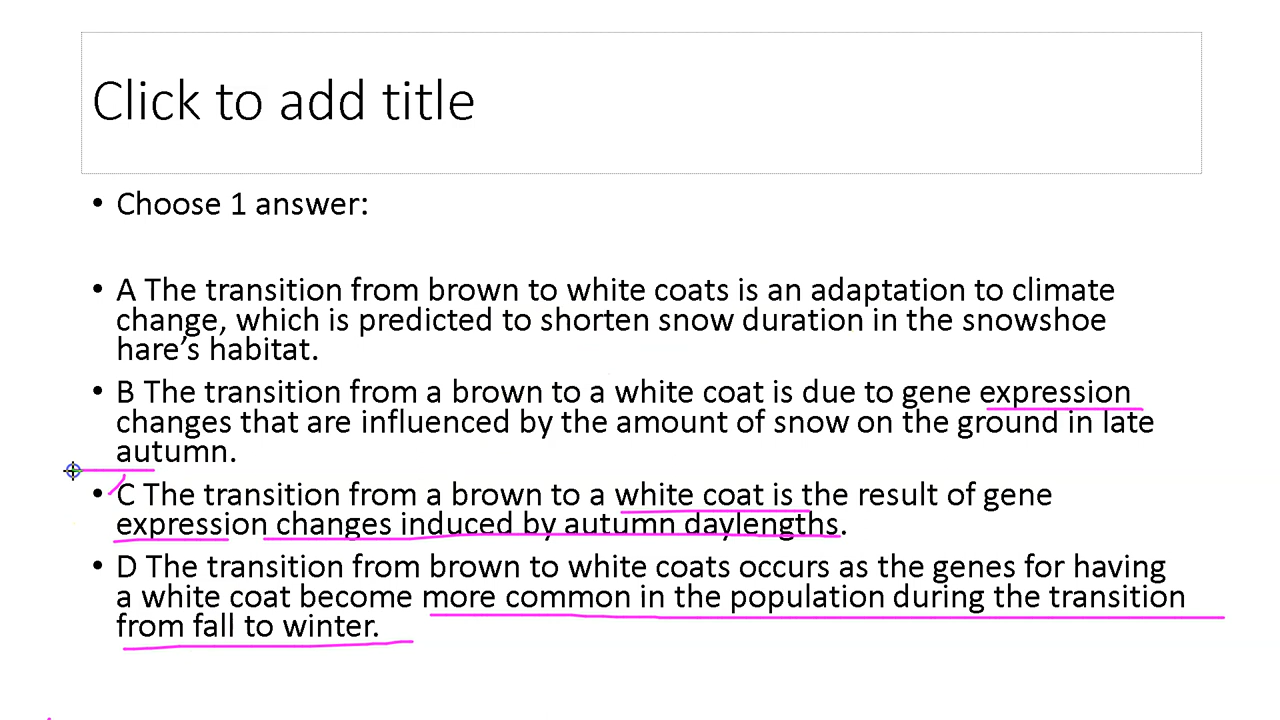 Click to add title
• Choose 1 answer:
• A The transition from brown to white coats is an adaptation to climate
change, which is predicted to shorten snow duration in the snowshoe
hare’s habitat.
• B The transition from a brown to a white coat is due to gene expression
changes that are influenced by the amount of snow on the ground in late
autumn.
• C The transition from a brown to a white coat is the result of gene
expression changes induced by autumn daylengths.
• D The transition from brown to white coats occurs as the genes for having
a white coat become more common in the population during the transition
from fall to winter.